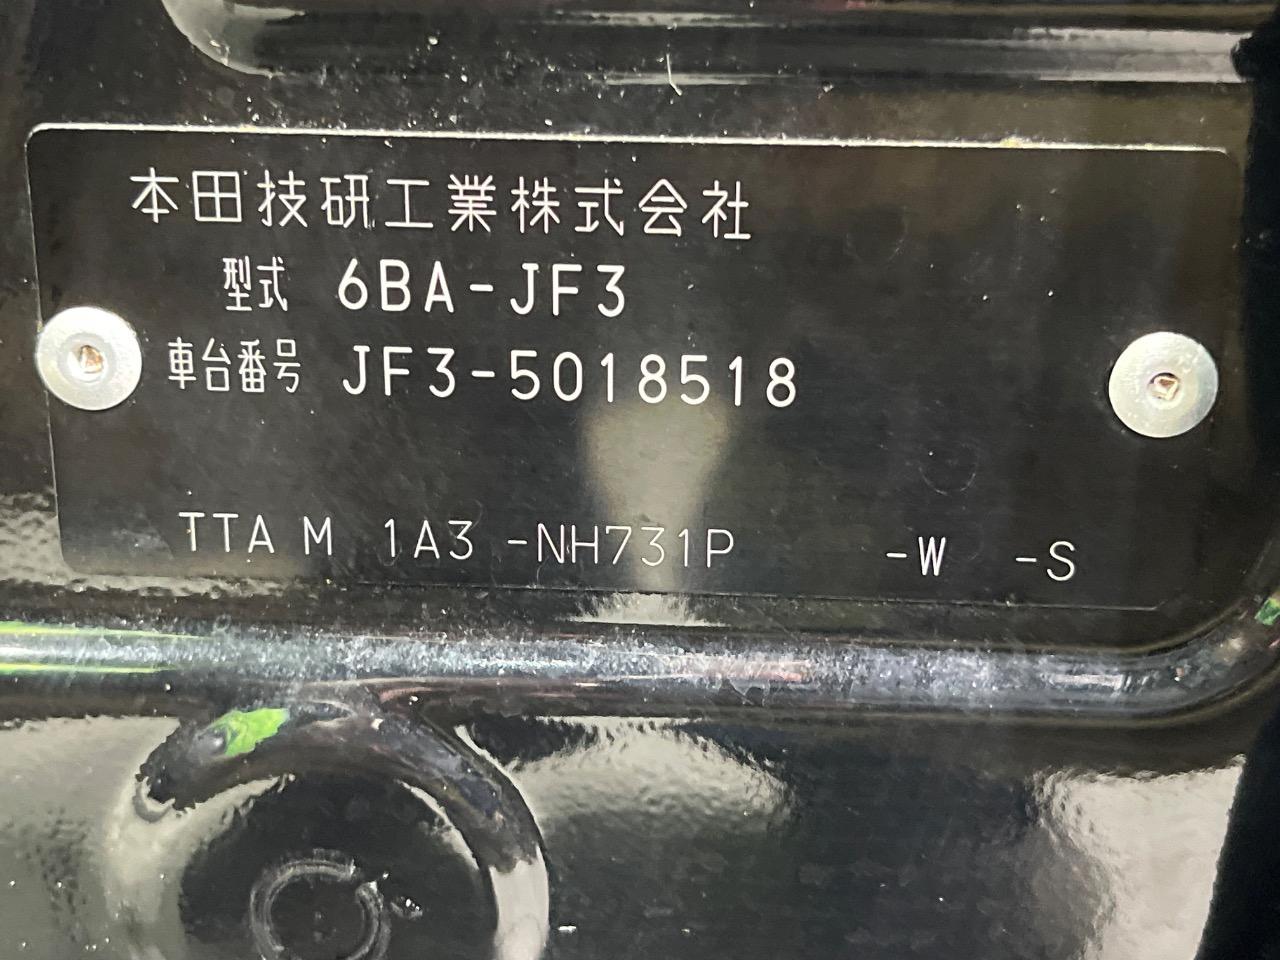 本田技研工業株式会社
型式 6BA-JF3
車台番号 JF3-5018518
TTA M 1A3 -NH731P -W -S